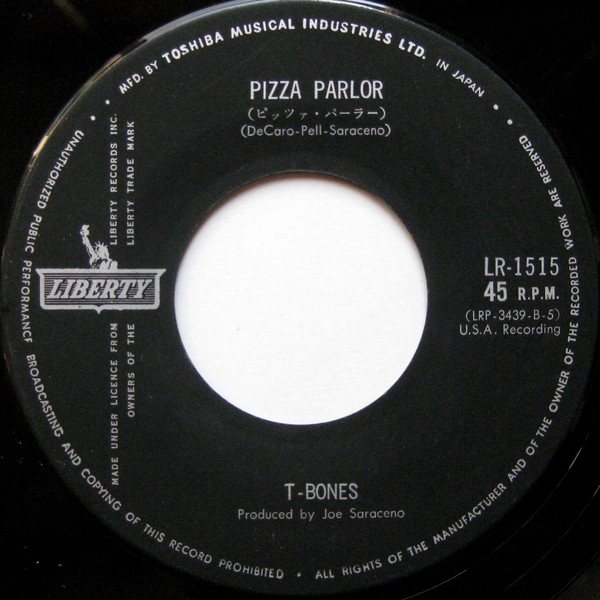 • MFD. BY TOSHIBA MUSICAL INDUSTRIES LTD. IN JAPAN •
PIZZA PARLOR
(ピッツァ・パーラー)
(DeCaro-Pell-Saraceno)
LIBERTY RECORDS INC.
LIBERTY TRADE MARK
LIBERTY
MADE UNDER LICENCE FROM
OWNERS OF THE
LR-1515
45 R.P.M.
(LRP-3439-B-5)
U.S.A. Recording
T-BONES
Produced by Joe Saraceno
• UNAUTHORIZED PUBLIC PERFORMANCE BROADCASTING AND COPYING OF THIS RECORD PROHIBITED • ALL RIGHTS OF THE MANUFACTURER AND OF THE OWNER OF THE RECORDED WORK ARE RESERVED •